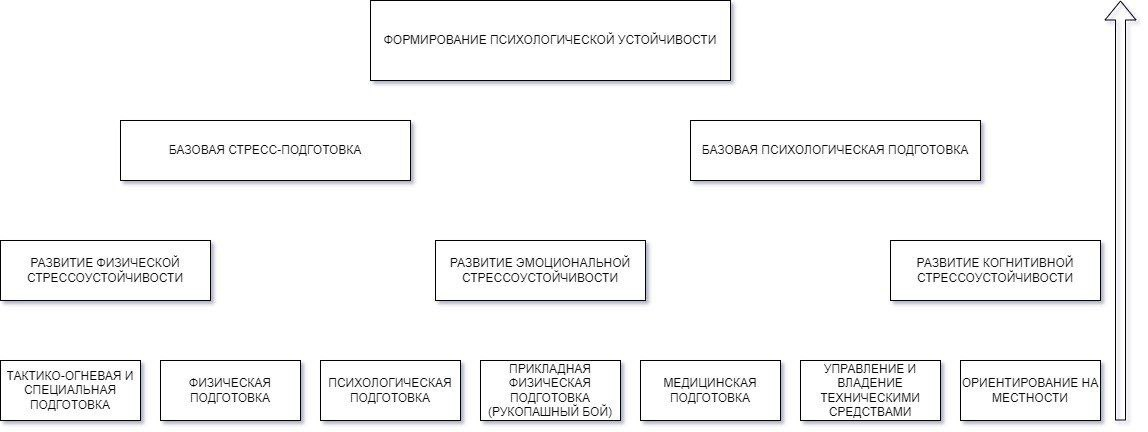 ФОРМИРОВАНИЕ ПСИХОЛОГИЧЕСКОЙ УСТОЙЧИВОСТИ
БАЗОВАЯ СТРЕСС-ПОДГОТОВКА
БАЗОВАЯ ПСИХОЛОГИЧЕСКАЯ ПОДГОТОВКА
РАЗВИТИЕ ФИЗИЧЕСКОЙ
СТРЕССОУСТОЙЧИВОСТИ
РАЗВИТИЕ ЭМОЦИОНАЛЬНОЙ
СТРЕССОУСТОЙЧИВОСТИ
РАЗВИТИЕ КОГНИТИВНОЙ
СТРЕССОУСТОЙЧИВОСТИ
ТАКТИКО-ОГНЕВАЯ И
СПЕЦИАЛЬНАЯ
ПОДГОТОВКА
ФИЗИЧЕСКАЯ
ПОДГОТОВКА
ПСИХОЛОГИЧЕСКАЯ
ПОДГОТОВКА
ПРИКЛАДНАЯ
ФИЗИЧЕСКАЯ
ПОДГОТОВКА
(РУКОПАШНЫЙ БОЙ)
МЕДИЦИНСКАЯ
ПОДГОТОВКА
УПРАВЛЕНИЕ И
ВЛАДЕНИЕ
ТЕХНИЧЕСКИМИ
СРЕДСТВАМИ
ОРИЕНТИРОВАНИЕ НА
МЕСТНОСТИ